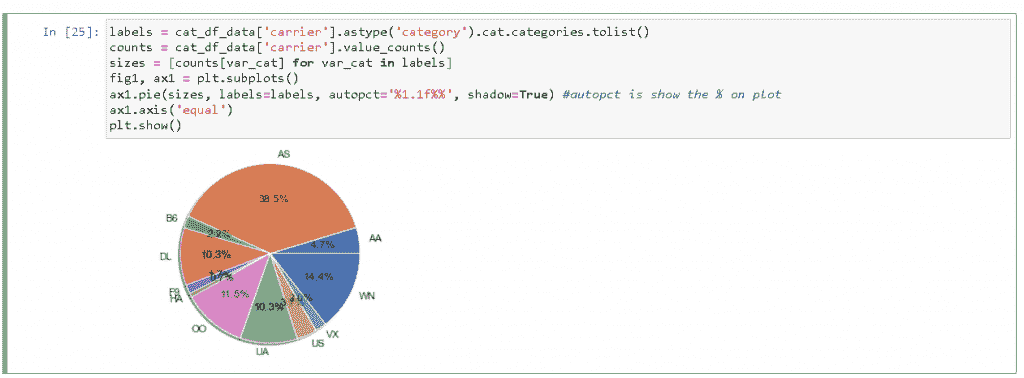 In [25]: labels = cat_df_data['carrier'].astype('category').cat.categories.tolist()
counts = cat_df_data['carrier'].value_counts()
sizes = [counts[var_cat] for var_cat in labels]
fig1, ax1 = plt.subplots()
ax1.pie(sizes, labels=labels, autopct='%1.1f%%', shadow=True) #autopct is show the % on plot
ax1.axis('equal')
plt.show()
AS
38.5%
B6
2.2%
AA
4.7%
DL
10.3%
14.4%
F9
HA
11.5%
WN
10.3%
OO
VX
US
UA